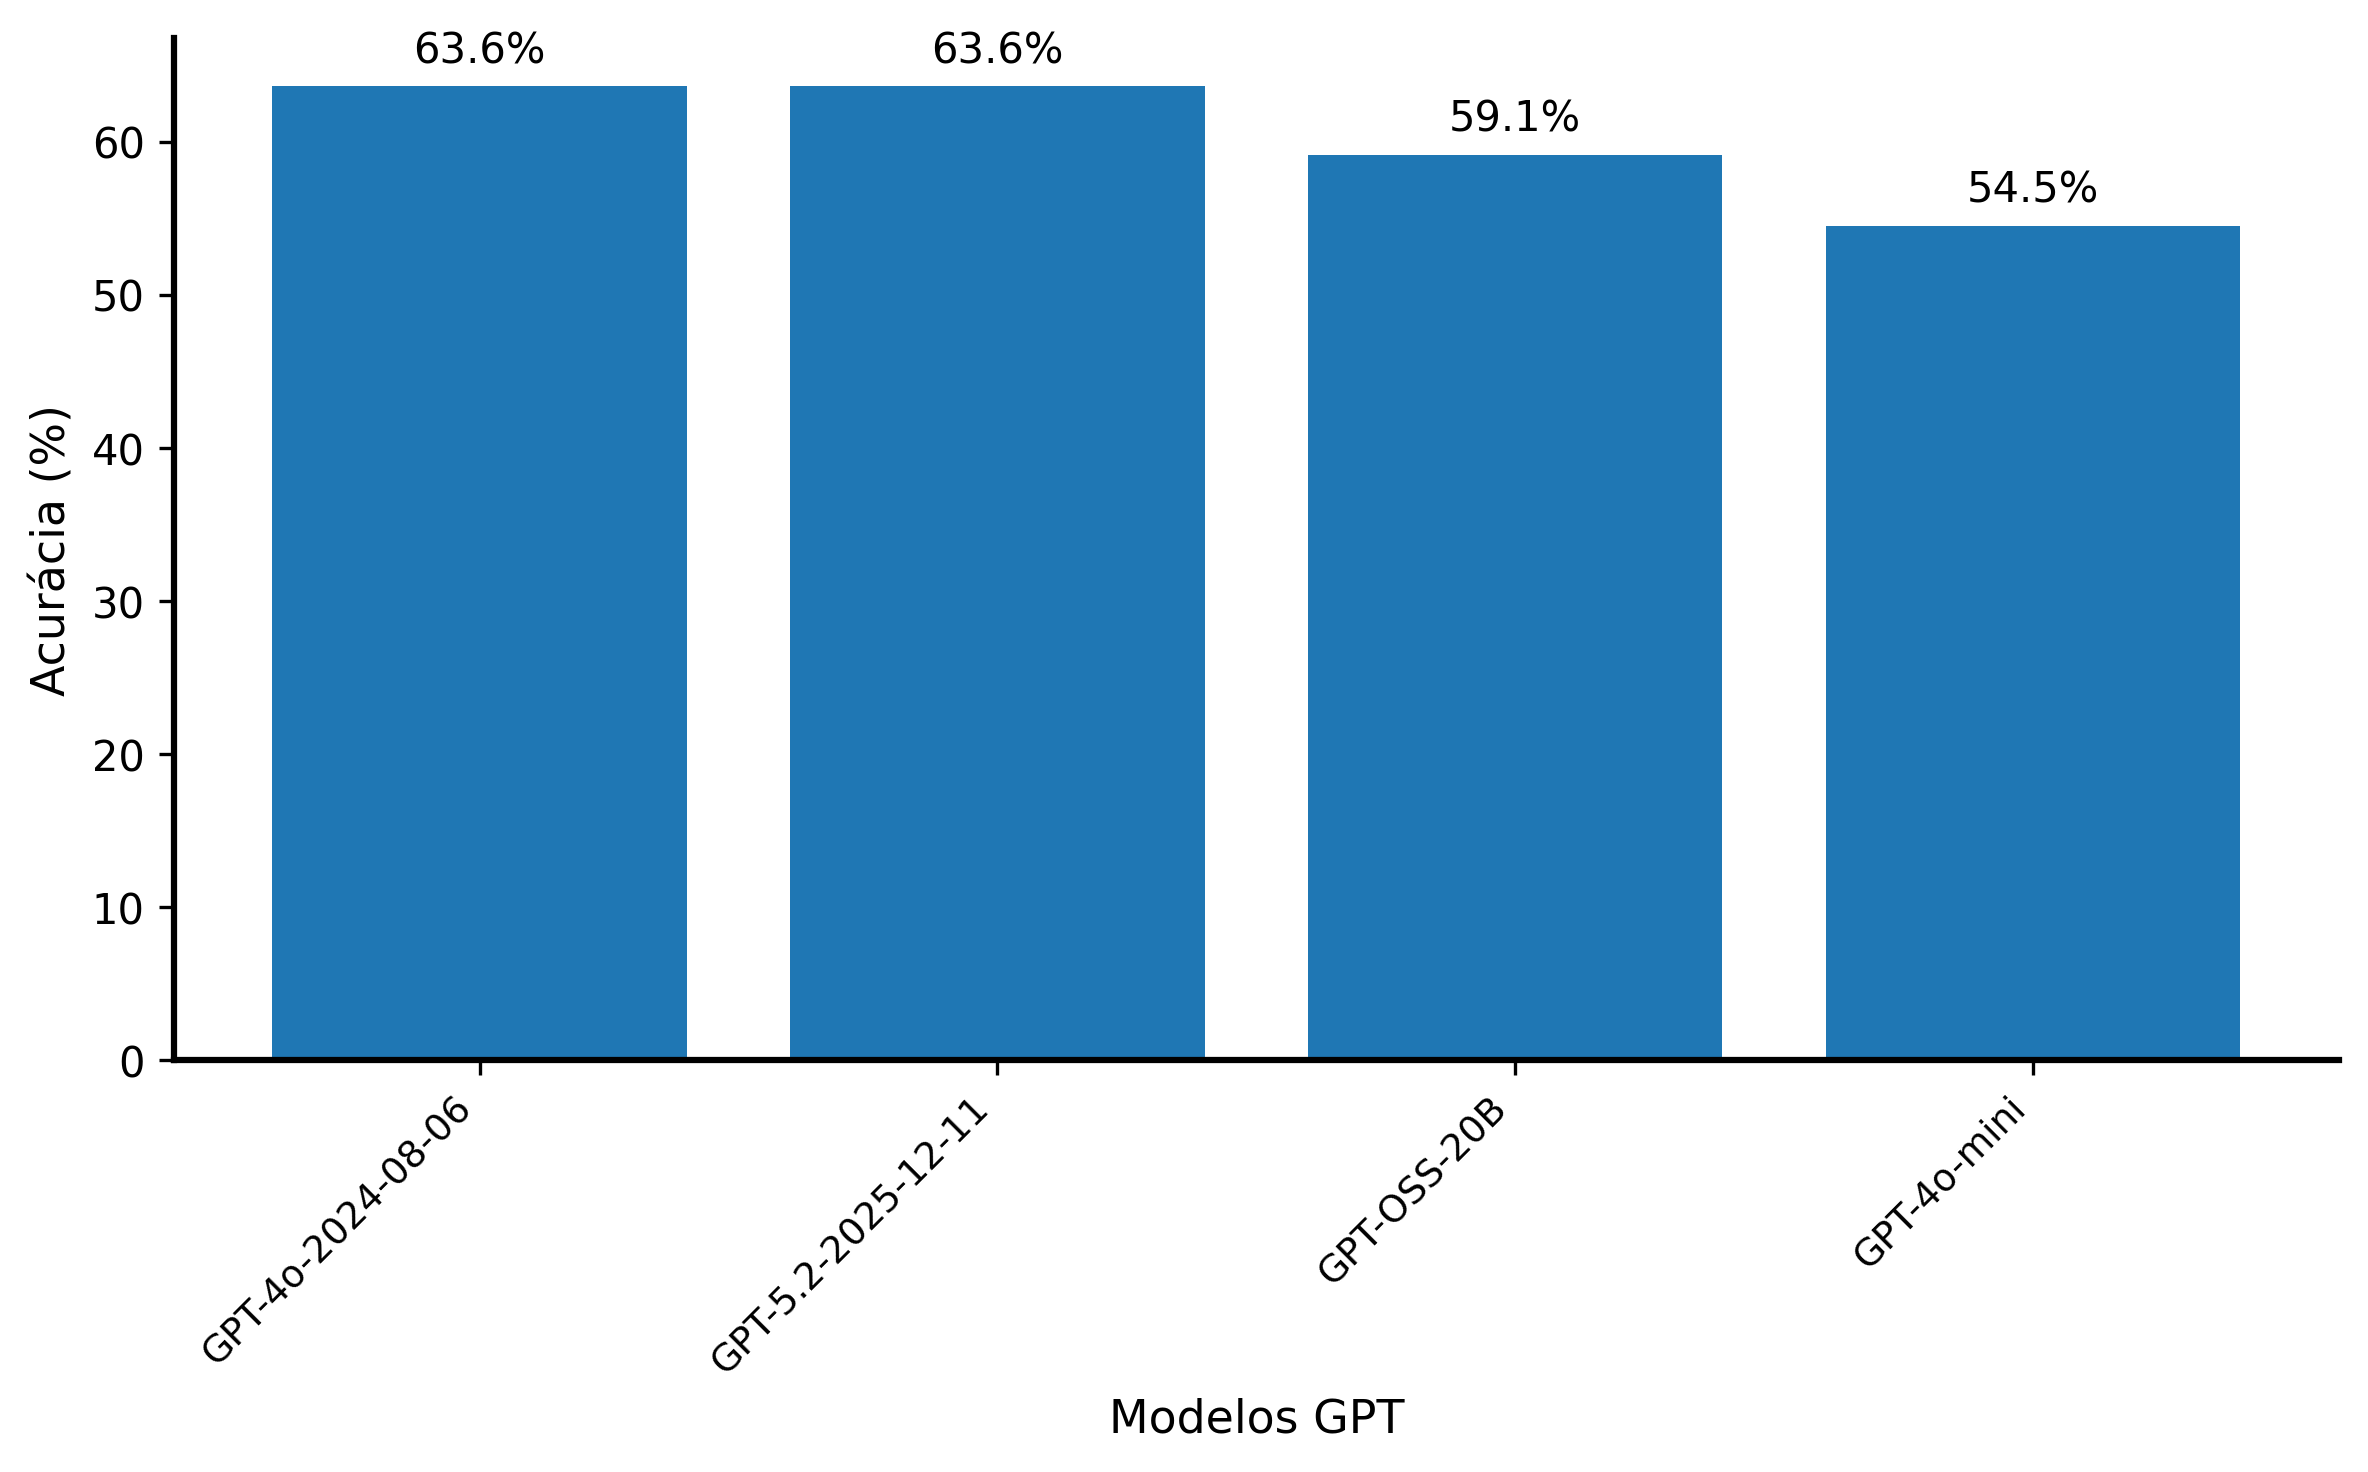 63.6%
63.6%
59.1%
54.5%
Acurácia (%)
60
50
40
30
20
10
0
GPT-4o-2024-08-06
GPT-5.2-2025-12-11
GPT-OSS-20B
GPT-4o-mini
Modelos GPT